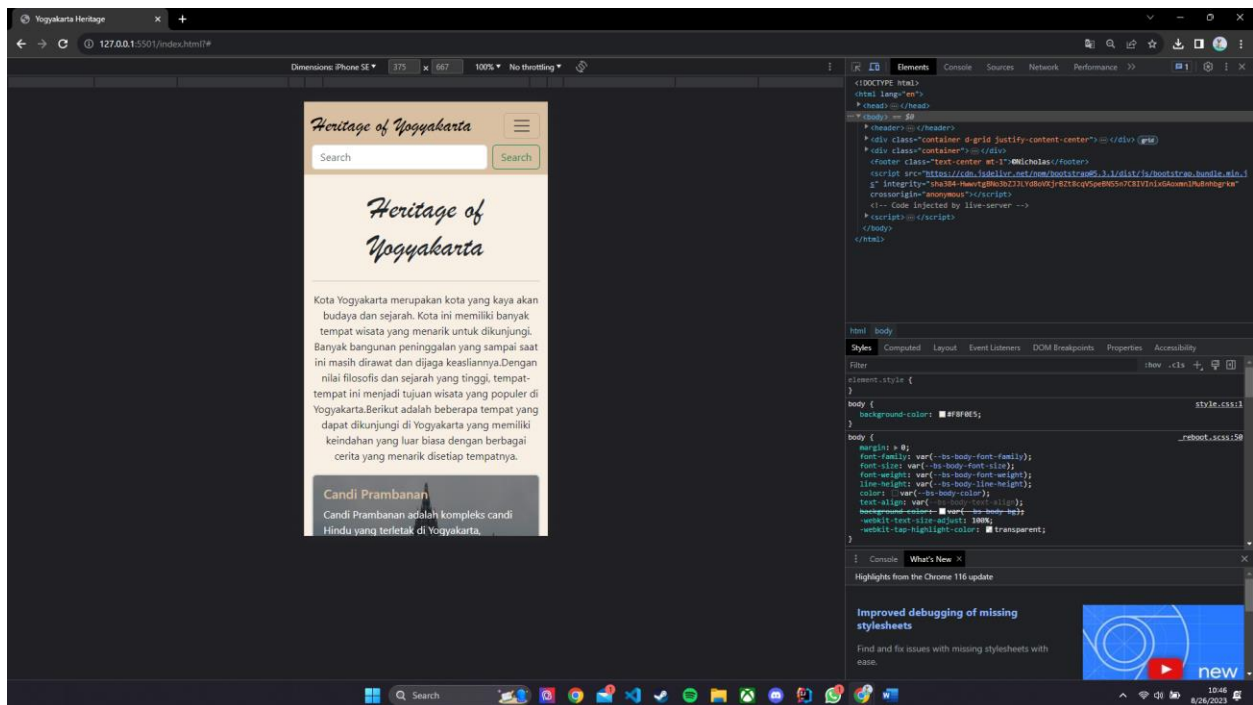 Yogyakarta Heritage
127.0.0.1:5501/index.html?#
Dimensions: iPhone SE 375 x 667 100% No throttling
Heritage of Yogyakarta
Search Search
Heritage of
Yogyakarta
Kota Yogyakarta merupakan kota yang kaya akan
budaya dan sejarah. Kota ini memiliki banyak
tempat wisata yang menarik untuk dikunjungi.
Banyak bangunan peninggalan yang sampai saat
ini masih dirawat dan dijaga keasliannya.Dengan
nilai filosofis dan sejarah yang tinggi, tempat-
tempat ini menjadi tujuan wisata yang populer di
Yogyakarta.Berikut adalah beberapa tempat yang
dapat dikunjungi di Yogyakarta yang memiliki
keindahan yang luar biasa dengan berbagai
cerita yang menarik disetiap tempatnya.
Candi Prambanan
Candi Prambanan adalah kompleks candi
Hindu yang terletak di Yogyakarta,
Elements Console Sources Network Performance 1
<!DOCTYPE html>
<html lang="en">
<head></head>
<body> == $0
<header></header>
<div class="container d-grid justify-content-center"></div> grid
<div class="container"></div>
<footer class="text-center mt-1">©Nicholas</footer>
<script src="https://cdn.jsdelivr.net/npm/bootstrap@5.3.1/dist/js/bootstrap.bundle.min.j
s" integrity=
crossorigin="anonymous"></script>
<!-- Code injected by live-server -->
<script></script>
</body>
</html>
html body
Styles Computed Layout Event Listeners DOM Breakpoints Properties Accessibility
Filter :hov .cls
element.style {
}
body { style.css:1
background-color: #F8F0E5;
}
body { _reboot.scss:50
margin: 0;
font-family: var(--bs-body-font-family);
font-size: var(--bs-body-font-size);
font-weight: var(--bs-body-font-weight);
line-height: var(--bs-body-line-height);
color: var(--bs-body-color);
text-align: var(--bs-body-text-align);
background-color: var(--bs-body-bg);
-webkit-text-size-adjust: 100%;
-webkit-tap-highlight-color: transparent;
}
Console What's New
Highlights from the Chrome 116 update
Improved debugging of missing
stylesheets
Find and fix issues with missing stylesheets with
ease.
new
Search
10:46
8/26/2023